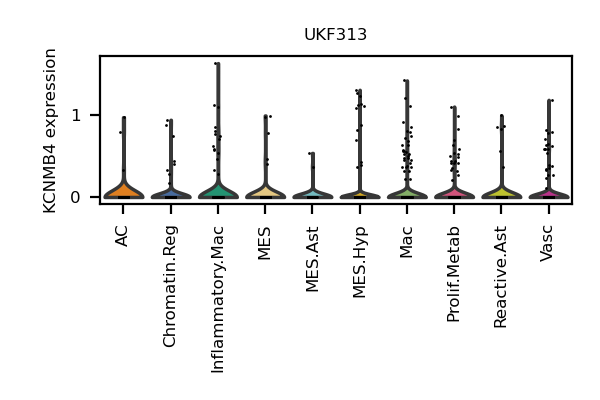 UKF313
KCNMB4 expression
1
0
AC
Chromatin.Reg
Inflammatory.Mac
MES
MES.Ast
MES.Hyp
Mac
Prolif.Metab
Reactive.Ast
Vasc